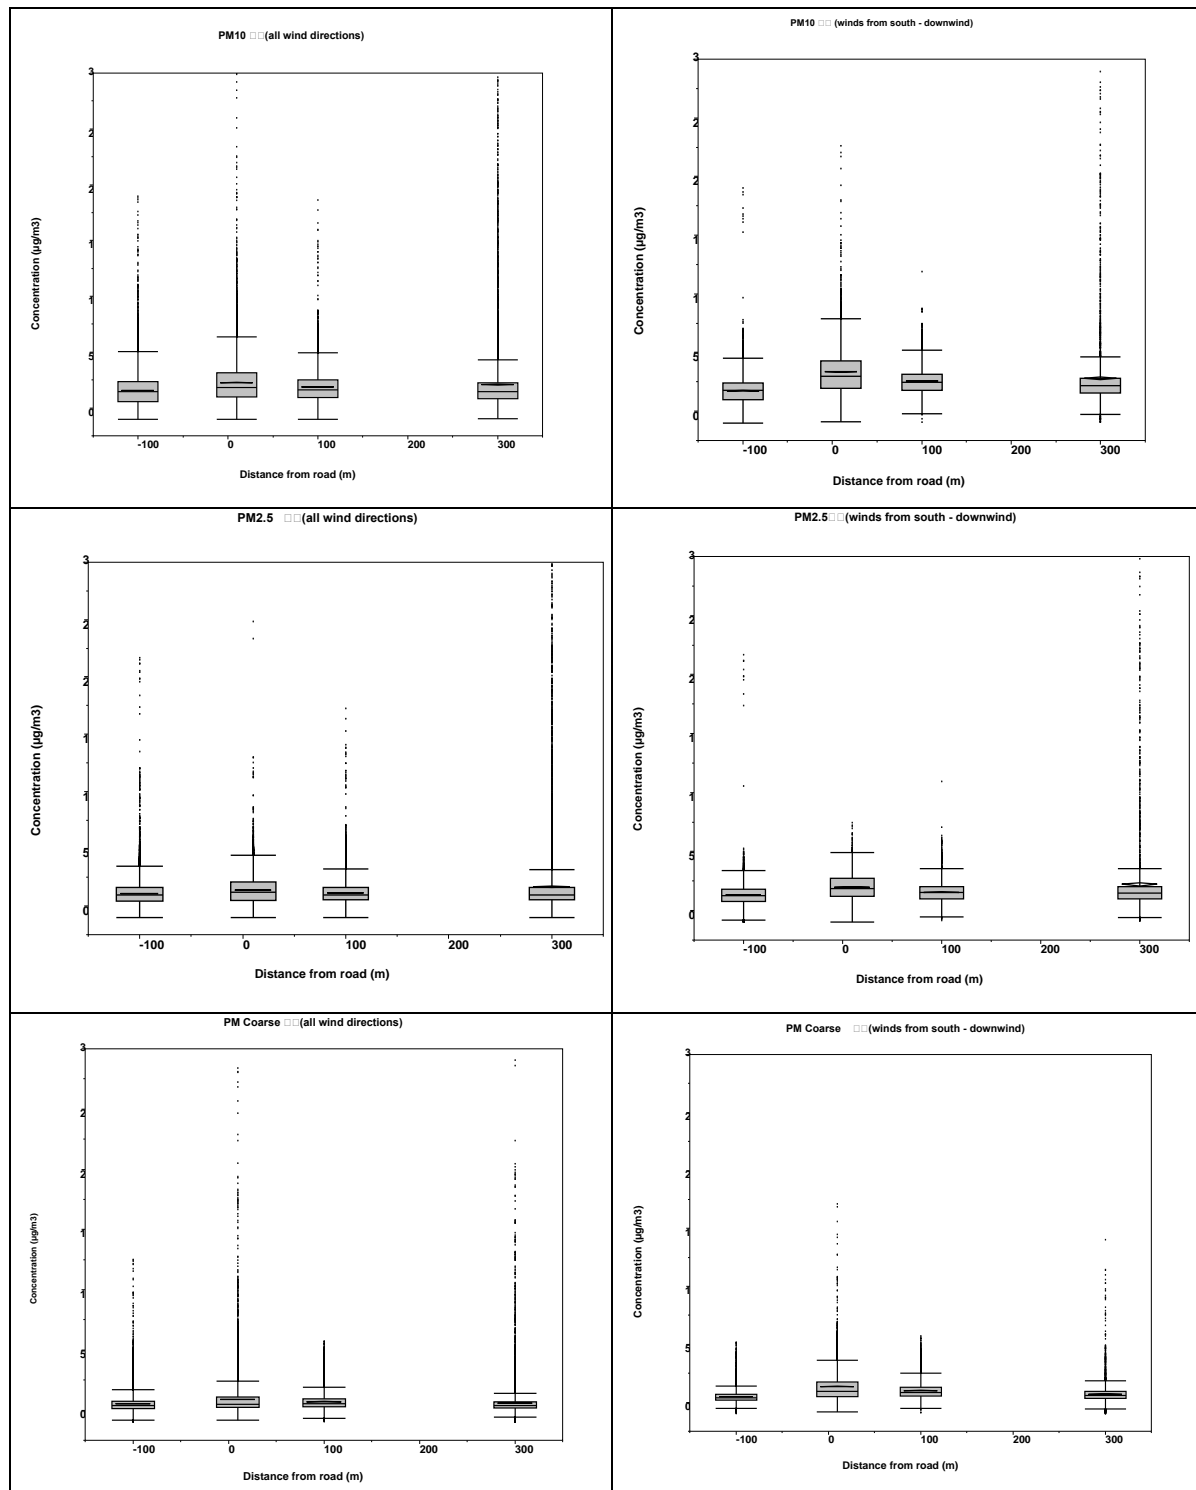 PM10 □□(all wind directions)
3
2
2
1
1
5
0
Concentration (µg/m3)
-100 0 100 200 300
Distance from road (m)
PM10 □□ (winds from south - downwind)
3
2
2
1
1
5
0
Concentration (µg/m3)
-100 0 100 200 300
Distance from road (m)
PM2.5 □□(all wind directions)
3
2
2
1
1
5
0
Concentration (µg/m3)
-100 0 100 200 300
Distance from road (m)
PM2.5□□(winds from south - downwind)
3
2
2
1
1
5
0
Concentration (µg/m3)
-100 0 100 200 300
Distance from road (m)
PM Coarse □□(all wind directions)
3
2
2
1
1
5
0
Concentration (µg/m3)
-100 0 100 200 300
Distance from road (m)
PM Coarse □□(winds from south - downwind)
3
2
2
1
1
5
0
Concentration (µg/m3)
-100 0 100 200 300
Distance from road (m)